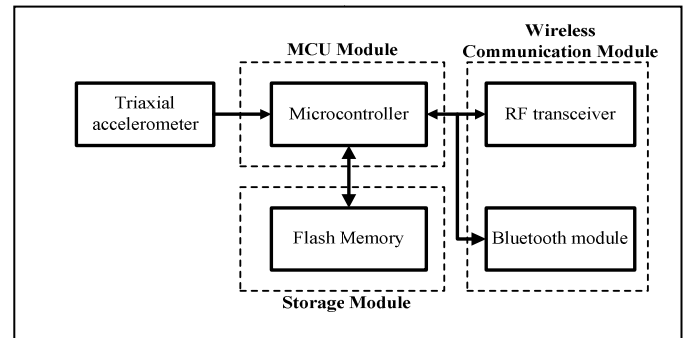 Wireless
Communication Module
MCU Module
Triaxial
accelerometer
Microcontroller
RF transceiver
Flash Memory
Bluetooth module
Storage Module